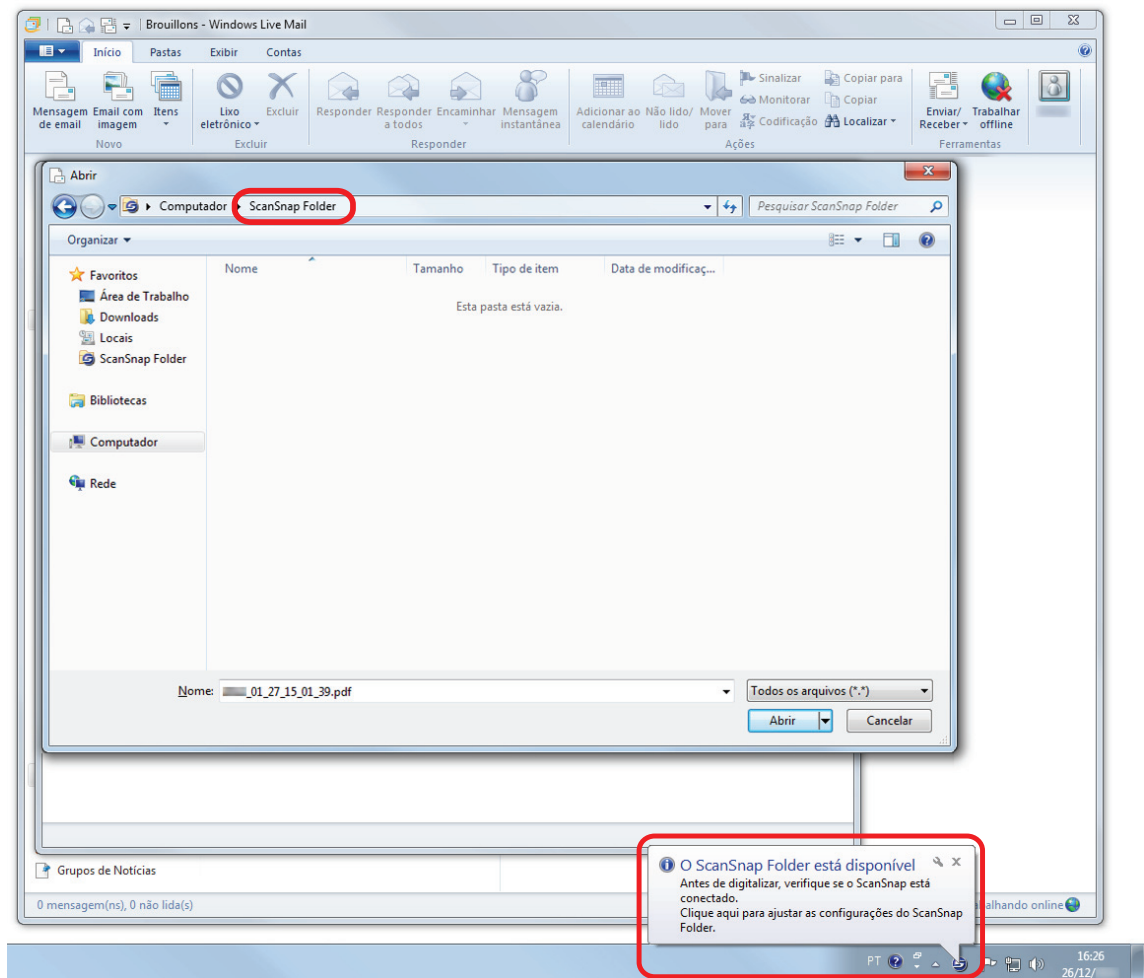 Brouillons - Windows Live Mail
Início Pastas Exibir Contas
Mensagem de email
Email com imagem
Itens
Lixo eletrônico
Excluir
Responder
Responder a todos
Encaminhar
Mensagem instantânea
Adicionar ao calendário
Não lido/ lido
Mover para
Sinalizar
Monitorar
Codificação
Copiar para
Copiar
Localizar
Enviar/ Receber
Trabalhar offline
Novo Excluir Responder Ações Ferramentas
Abrir
Computador ScanSnap Folder
Pesquisar ScanSnap Folder
Organizar
Favoritos
Área de Trabalho
Downloads
Locais
ScanSnap Folder
Bibliotecas
Computador
Rede
Nome Tamanho Tipo de item Data de modificaç...
Esta pasta está vazia.
Nome: _01_27_15_01_39.pdf
Todos os arquivos (*.*)
Abrir Cancelar
Grupos de Notícias
0 mensagem(ns), 0 não lida(s)
O ScanSnap Folder está disponível
Antes de digitalizar, verifique se o ScanSnap está
conectado.
Clique aqui para ajustar as configurações do ScanSnap
Folder.
alhando online
PT
16:26
26/12/